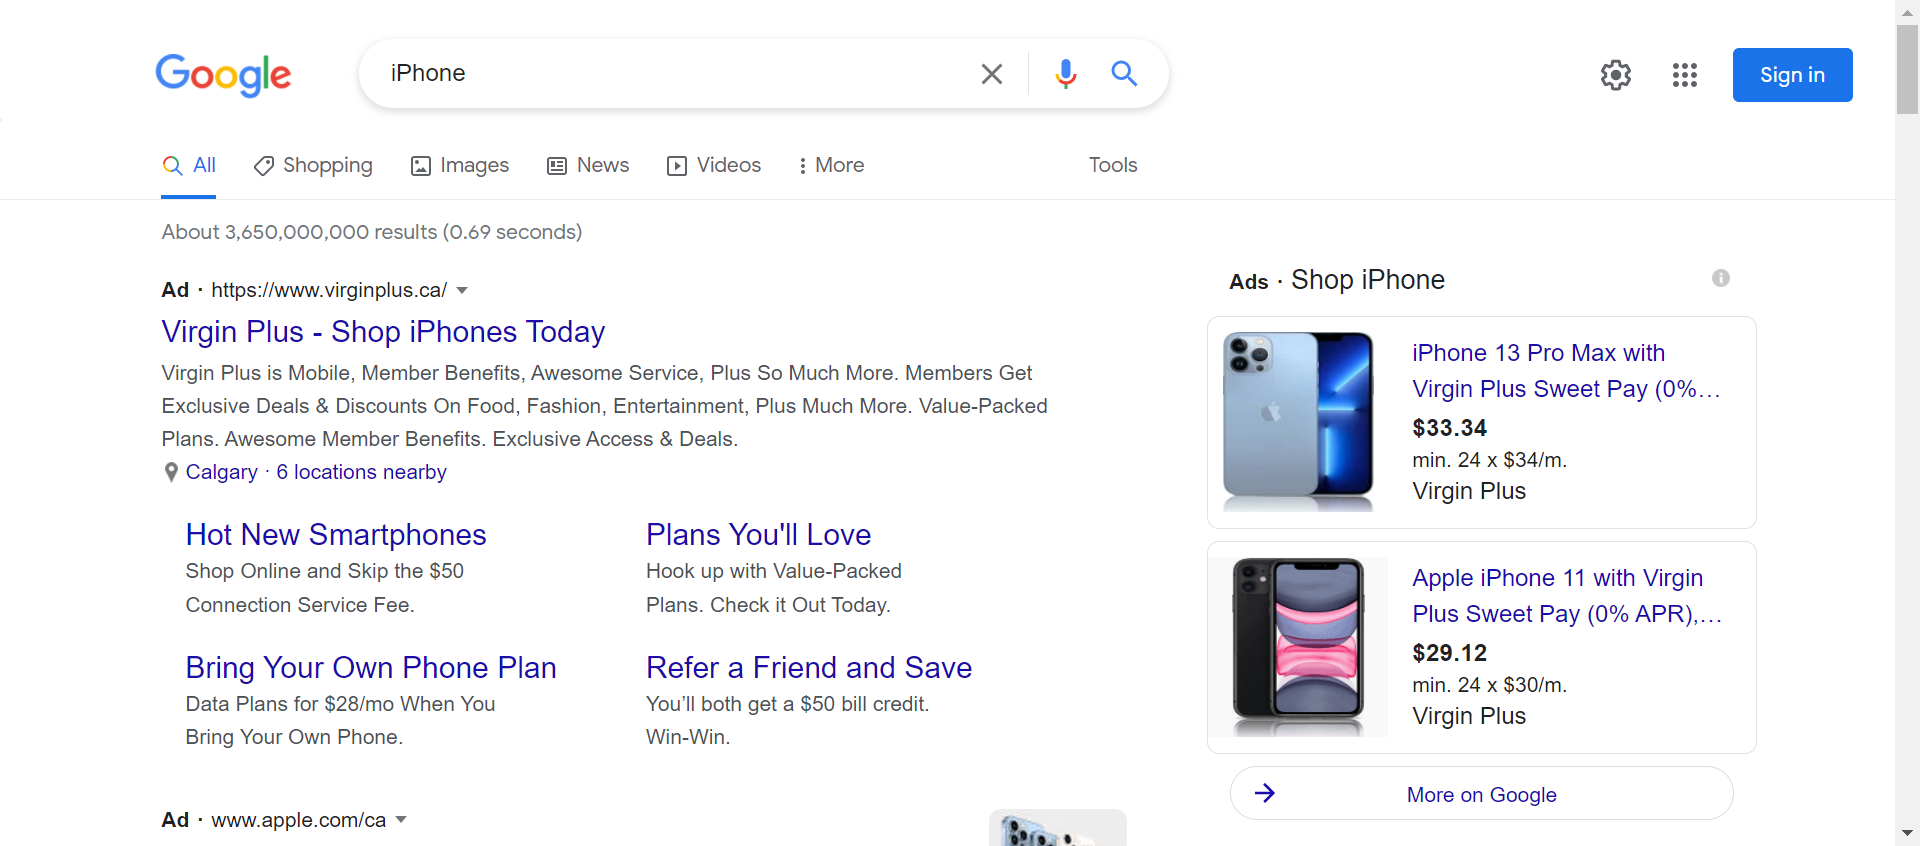 Google
iPhone
Sign in
All
Shopping
Images
News
Videos
More
Tools
About 3,650,000,000 results (0.69 seconds)
Ad · https://www.virginplus.ca/
Virgin Plus - Shop iPhones Today
Virgin Plus is Mobile, Member Benefits, Awesome Service, Plus So Much More. Members Get
Exclusive Deals & Discounts On Food, Fashion, Entertainment, Plus Much More. Value-Packed
Plans. Awesome Member Benefits. Exclusive Access & Deals.
Calgary · 6 locations nearby
Hot New Smartphones
Shop Online and Skip the $50
Connection Service Fee.
Plans You'll Love
Hook up with Value-Packed
Plans. Check it Out Today.
Bring Your Own Phone Plan
Data Plans for $28/mo When You
Bring Your Own Phone.
Refer a Friend and Save
You’ll both get a $50 bill credit.
Win-Win.
Ad · www.apple.com/ca
Ads · Shop iPhone
iPhone 13 Pro Max with
Virgin Plus Sweet Pay (0%...
$33.34
min. 24 x $34/m.
Virgin Plus
Apple iPhone 11 with Virgin
Plus Sweet Pay (0% APR),...
$29.12
min. 24 x $30/m.
Virgin Plus
More on Google